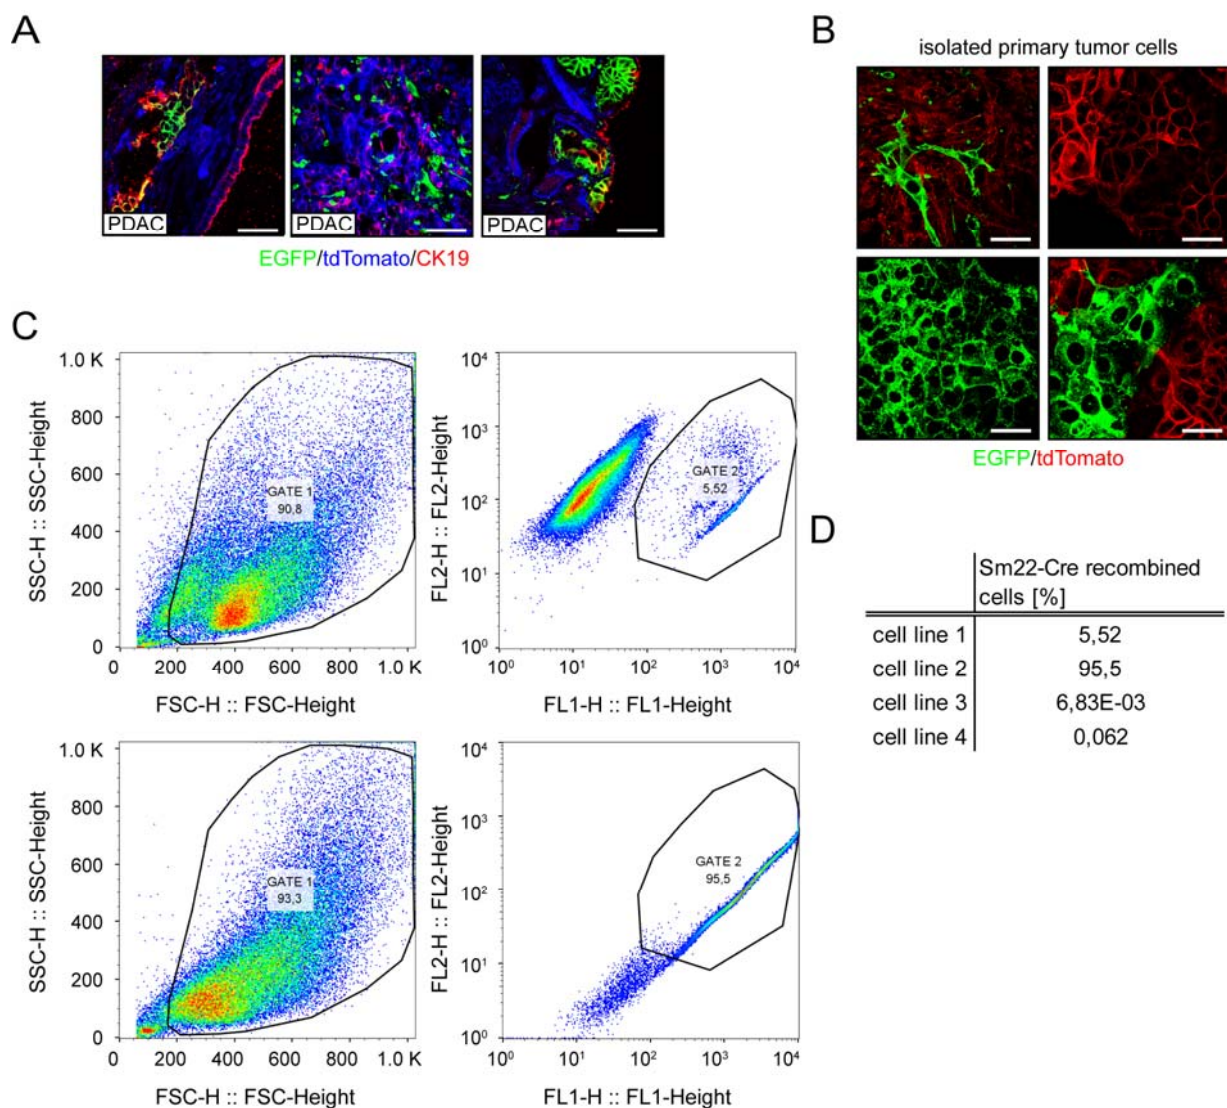 A
PDAC
PDAC
PDAC
EGFP/tdTomato/CK19
B
isolated primary tumor cells
EGFP/tdTomato
C
SSC-H :: SSC-Height
1.0 K
800
600
400
200
0
GATE 1
90,8
0 200 400 600 800 1.0 K
FSC-H :: FSC-Height
FL2-H :: FL2-Height
10⁴
10³
10²
10¹
10⁰
GATE 2
5,52
10⁰ 10¹ 10² 10³ 10⁴
FL1-H :: FL1-Height
SSC-H :: SSC-Height
1.0 K
800
600
400
200
0
GATE 1
93,3
0 200 400 600 800 1.0 K
FSC-H :: FSC-Height
FL2-H :: FL2-Height
10⁴
10³
10²
10¹
10⁰
GATE 2
95,5
10⁰ 10¹ 10² 10³ 10⁴
FL1-H :: FL1-Height
D
Sm22-Cre recombined
cells [%]
cell line 1 5,52
cell line 2 95,5
cell line 3 6,83E-03
cell line 4 0,062